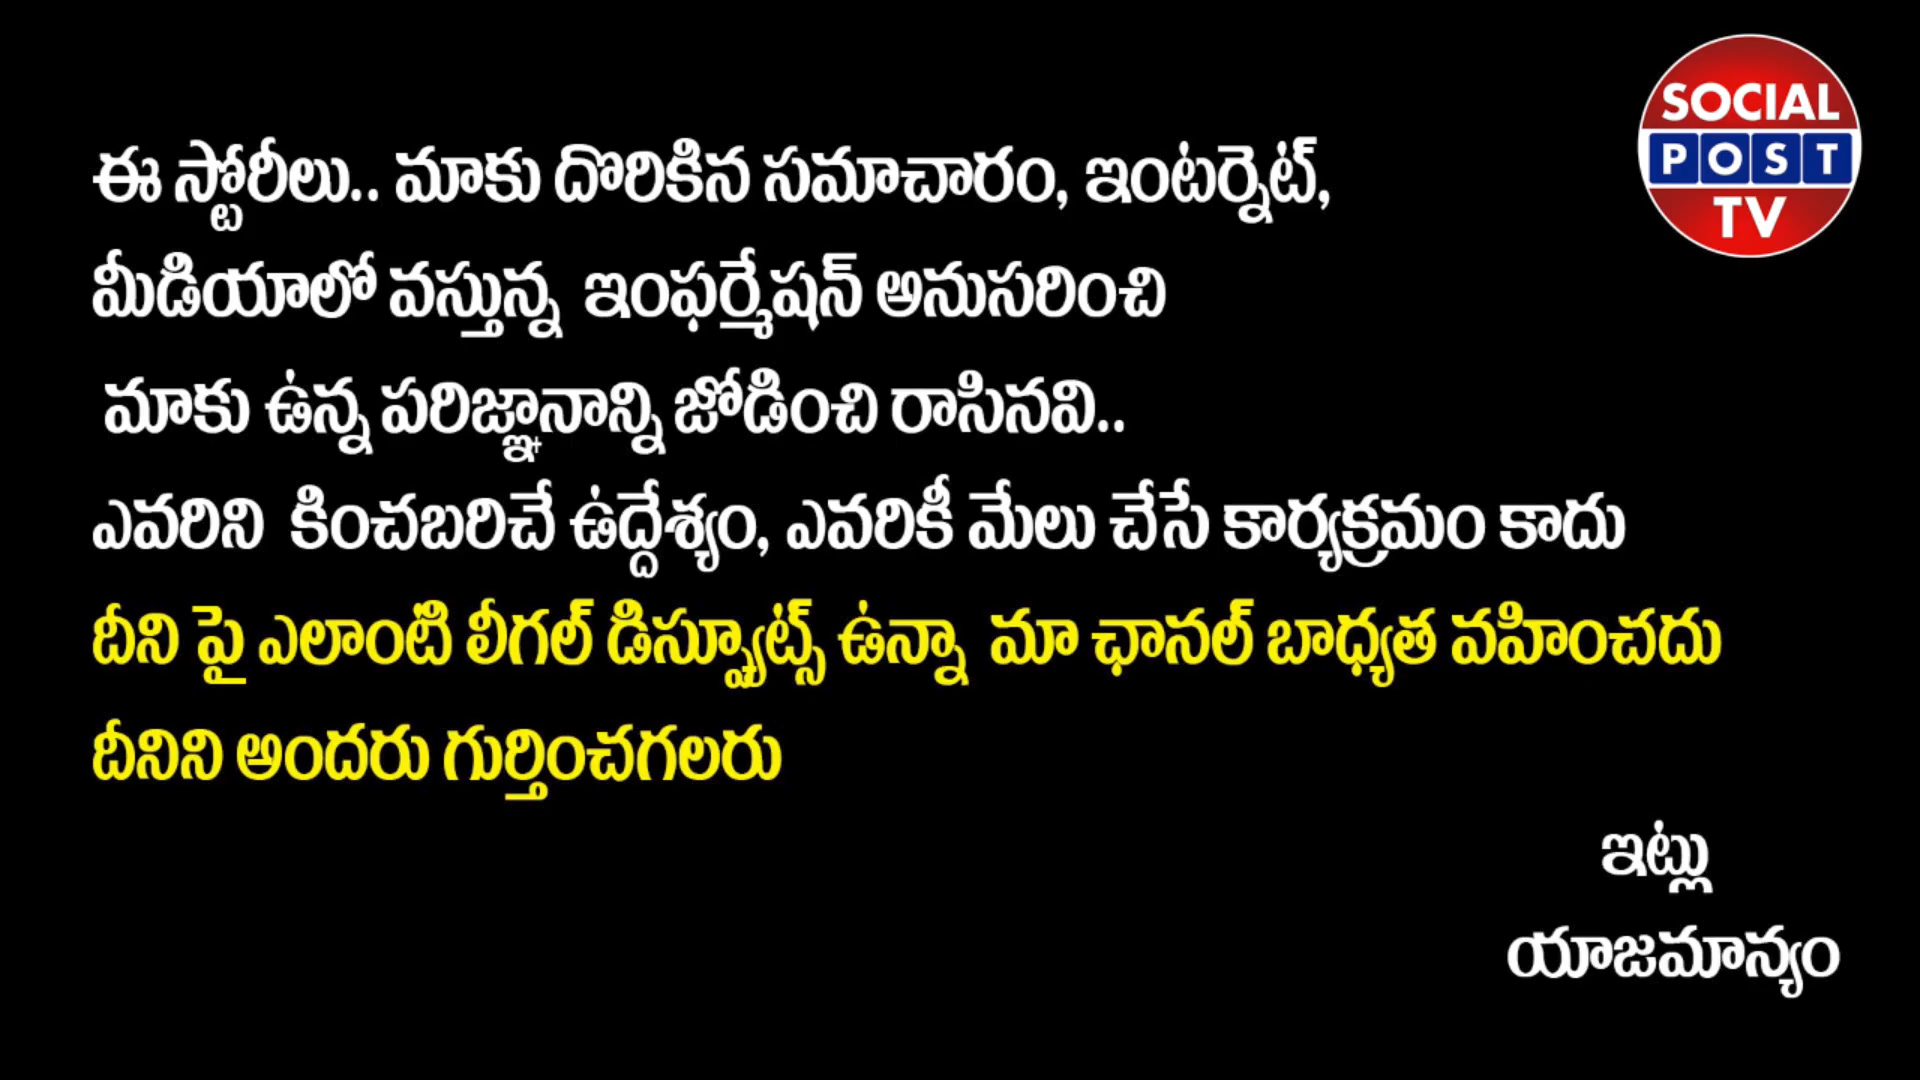 SOCIAL
POST
TV
ఈ స్టోరీలు.. మాకు దొరికిన సమాచారం, ఇంటర్నెట్,
మీడియాలో వస్తున్న ఇంఫర్మేషన్ అనుసరించి
మాకు ఉన్న పరిజ్ఞానాన్ని జోడించి రాసినవి..
ఎవరిని కించబరిచే ఉద్దేశ్యం, ఎవరికీ మేలు చేసే కార్యక్రమం కాదు
దీని పై ఎలాంటి లీగల్ డిస్ప్యూట్స్ ఉన్నా మా ఛానల్ బాధ్యత వహించదు
దీనిని అందరు గుర్తించగలరు
ఇట్లు
యాజమాన్యం